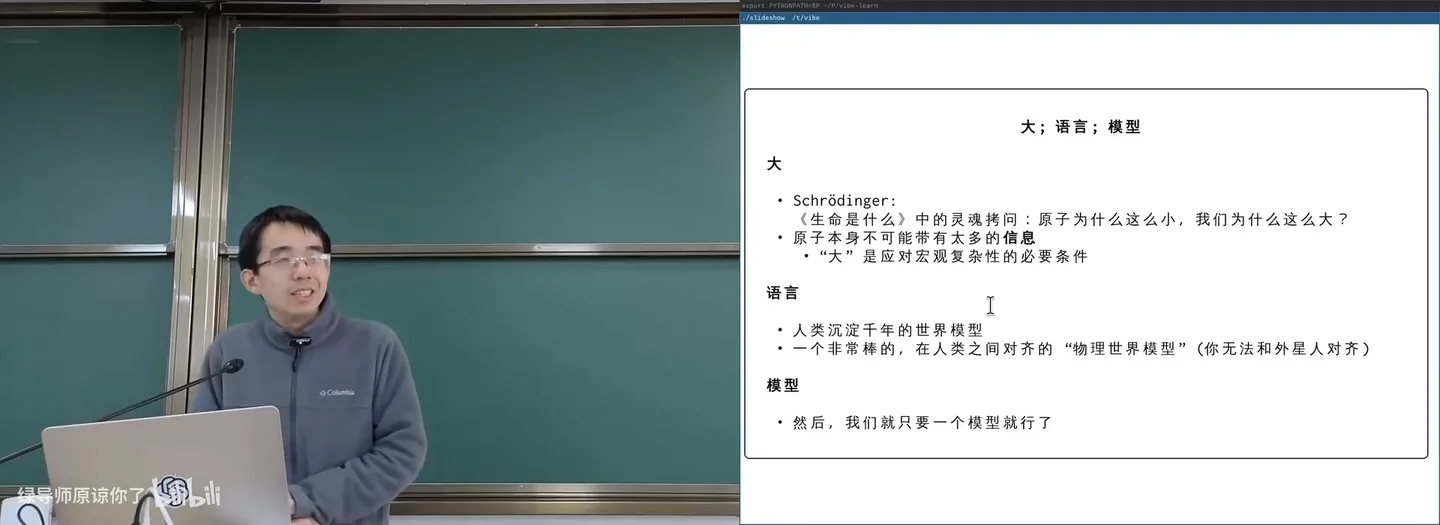 export PYTHONPATH=$P ~/P/vibe-learn
./slideshow /t/vibe
大；语言；模型
大
• Schrödinger:
《生命是什么》中的灵魂拷问：原子为什么这么小，我们为什么这么大？
• 原子本身不可能带有太多的信息
• “大”是应对宏观复杂性的必要条件
语言
• 人类沉淀千年的世界模型
• 一个非常棒的，在人类之间对齐的“物理世界模型”(你无法和外星人对齐)
模型
• 然后，我们就只要一个模型就行了
Columbia
绿导师原谅你了
bilibili